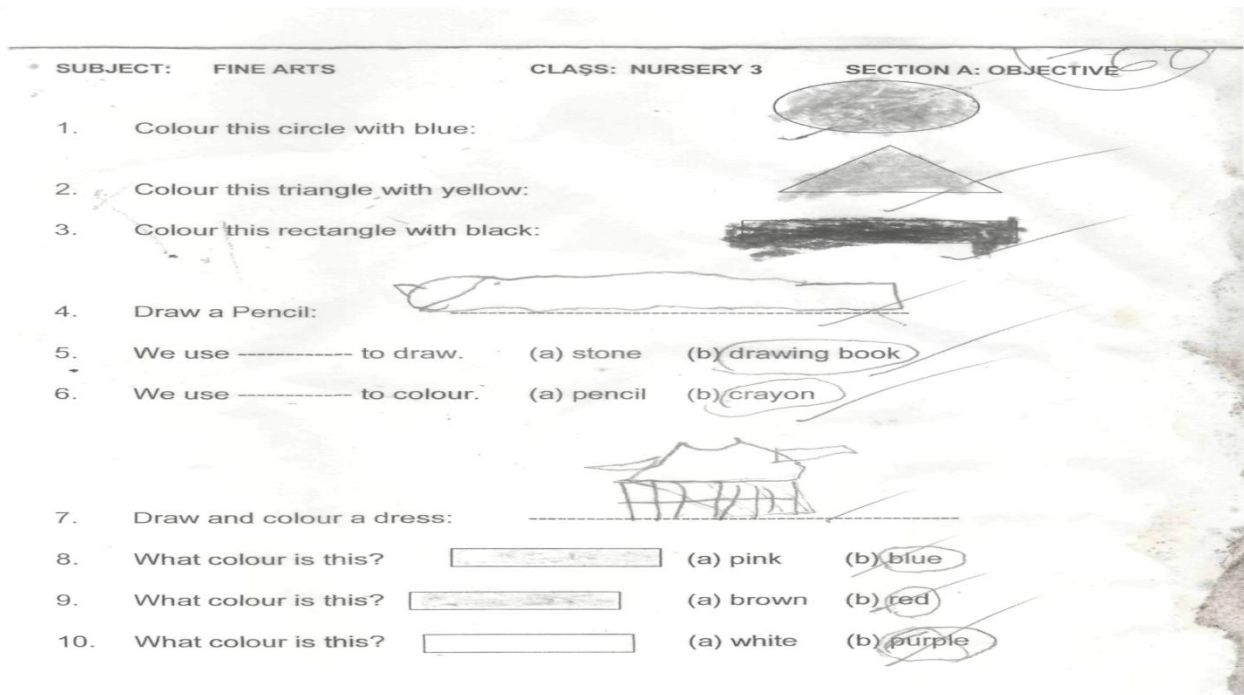 SUBJECT: FINE ARTS CLASS: NURSERY 3 SECTION A: OBJECTIVE 60
1. Colour this circle with blue:
2. Colour this triangle with yellow:
3. Colour this rectangle with black:
4. Draw a Pencil:
5. We use ------------ to draw. (a) stone (b) drawing book
6. We use ------------ to colour. (a) pencil (b) crayon
7. Draw and colour a dress:
8. What colour is this? (a) pink (b) blue
9. What colour is this? (a) brown (b) red
10. What colour is this? (a) white (b) purple